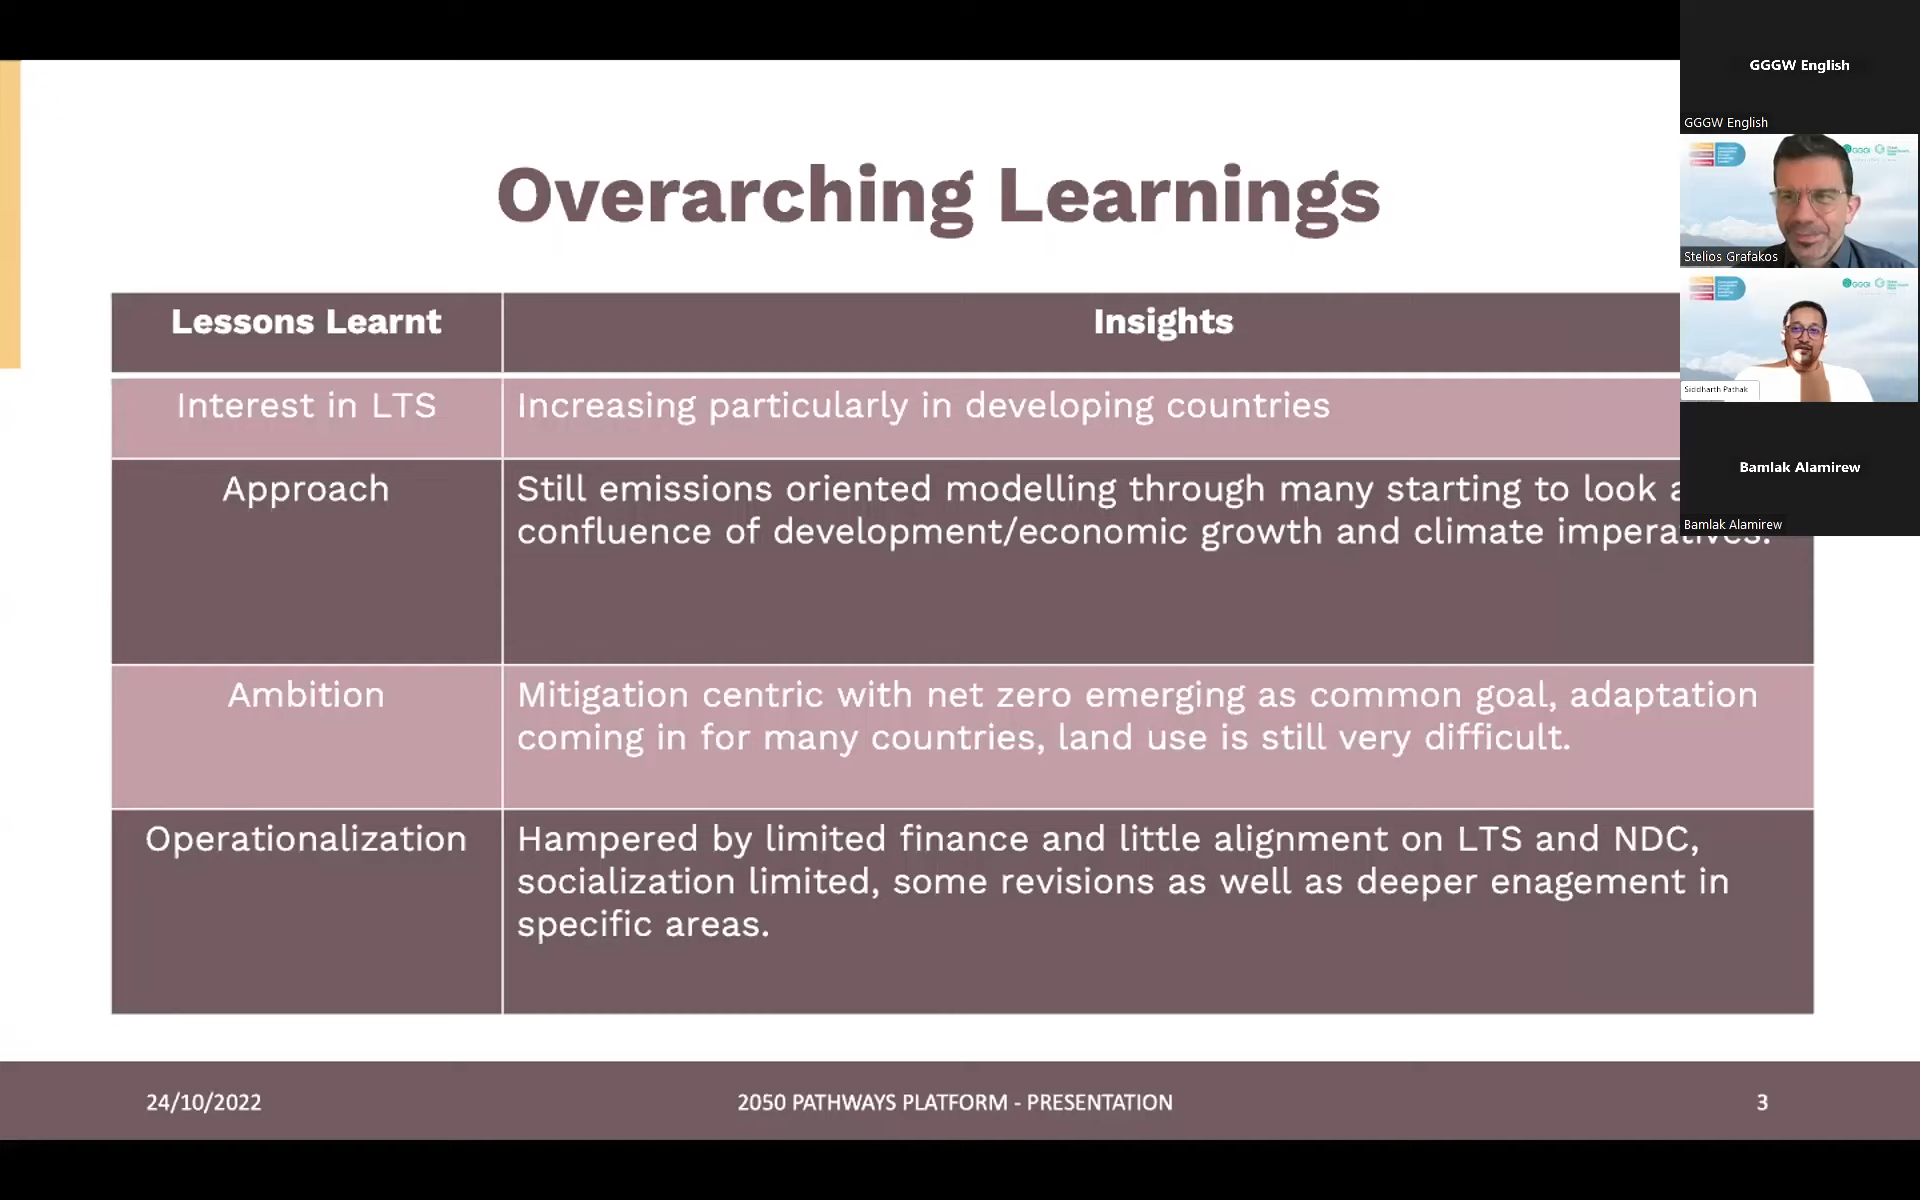 GGGW English
GGGW English
Overarching Learnings
Stelios Grafakos
Lessons Learnt
Insights
Siddharth Pathak
Interest in LTS
Increasing particularly in developing countries
Bamlak Alamirew
Bamlak Alamirew
Approach
Still emissions oriented modelling through many starting to look
confluence of development/economic growth and climate imperatives.
Ambition
Mitigation centric with net zero emerging as common goal, adaptation
coming in for many countries, land use is still very difficult.
Operationalization
Hampered by limited finance and little alignment on LTS and NDC,
socialization limited, some revisions as well as deeper enagement in
specific areas.
24/10/2022
2050 PATHWAYS PLATFORM - PRESENTATION
3